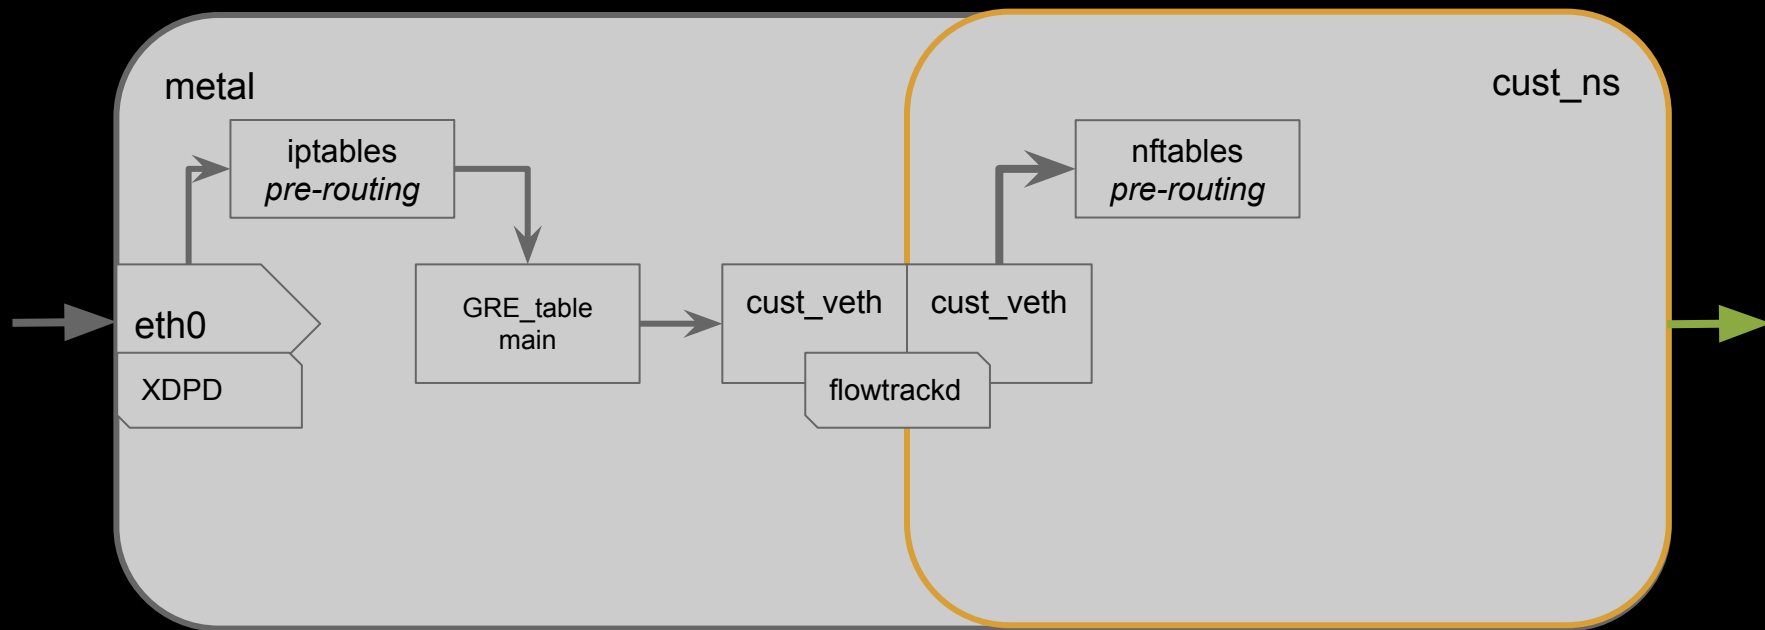 metal
cust_ns
iptables
pre-routing
nftables
pre-routing
eth0
XDPD
GRE_table
main
cust_veth
cust_veth
flowtrackd